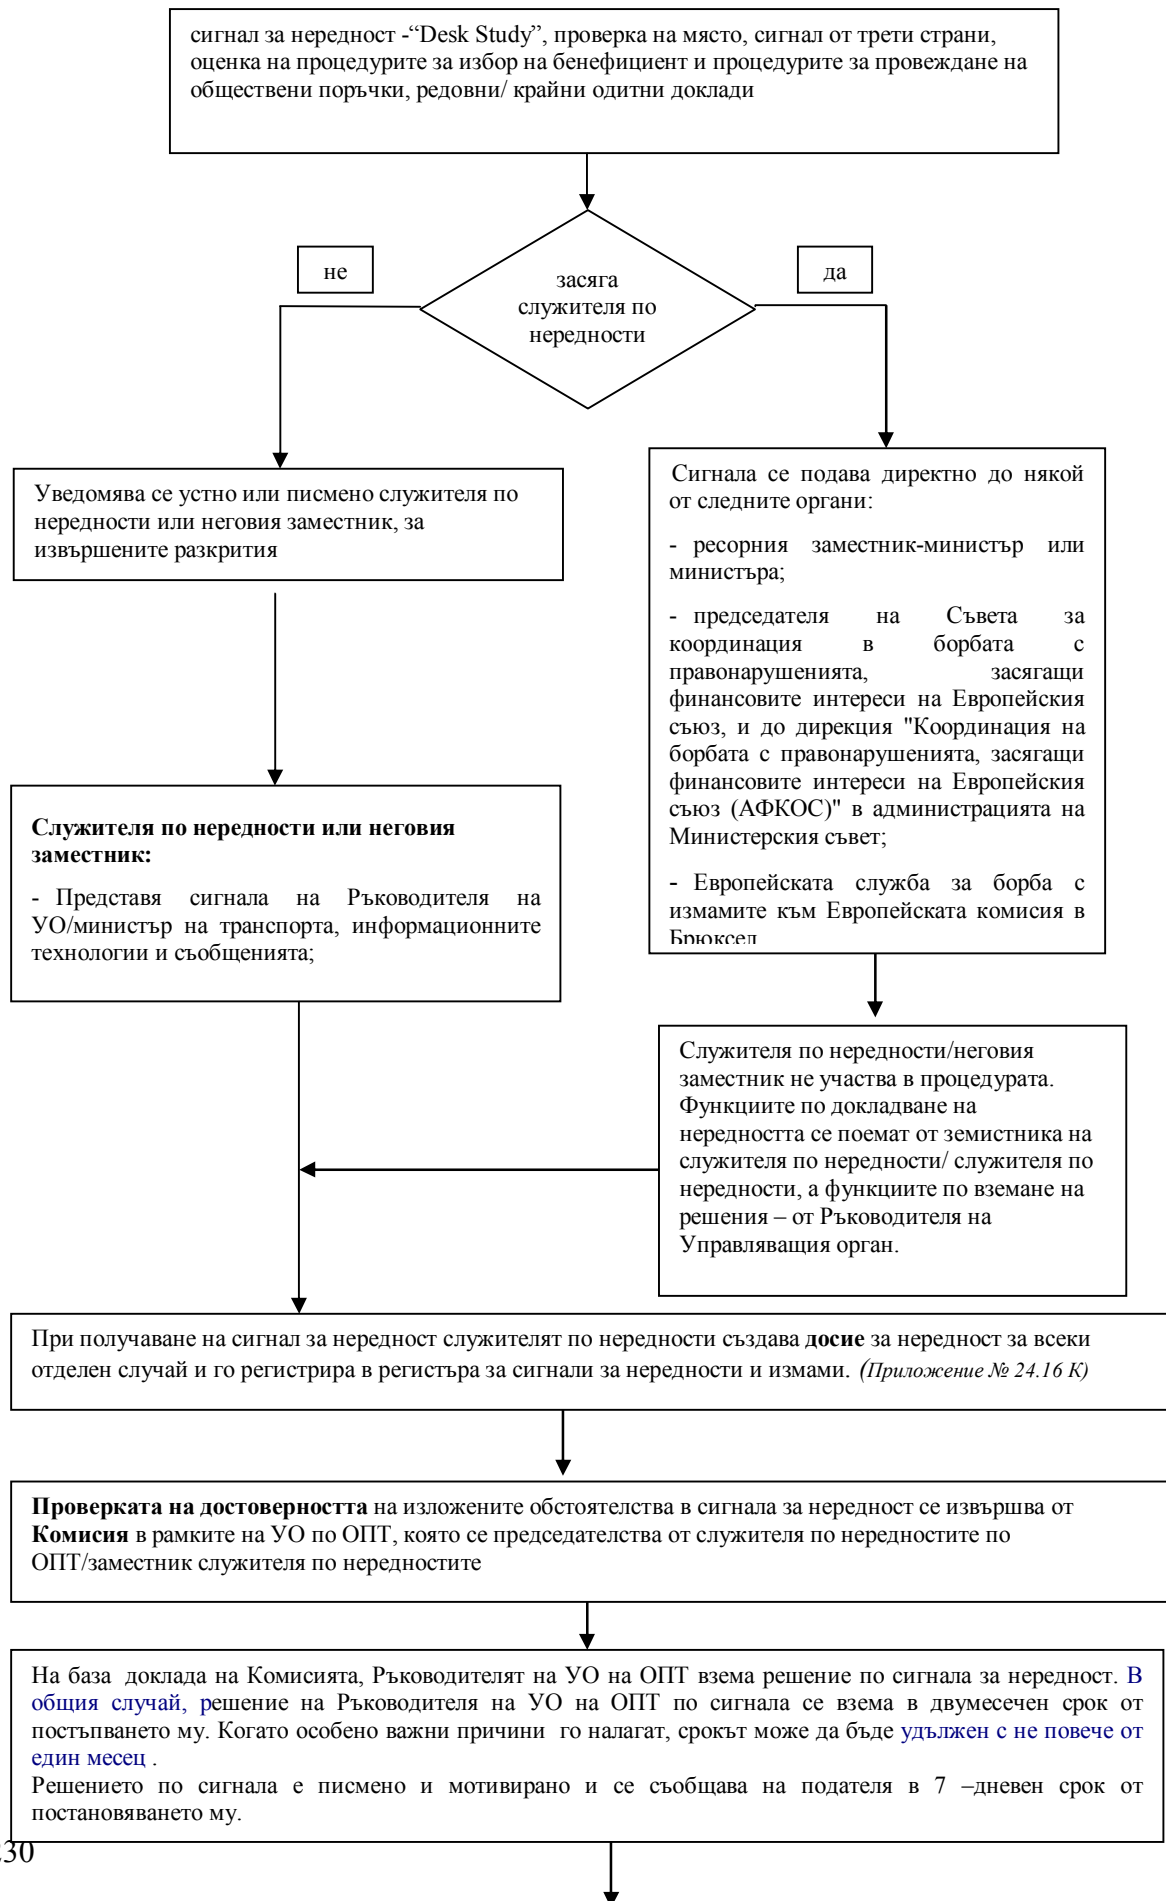 сигнал за нередност -“Desk Study”, проверка на място, сигнал от трети страни,
оценка на процедурите за избор на бенефициент и процедурите за провеждане на
обществени поръчки, редовни/ крайни одитни доклади
не
да
засяга
служителя по
нередности
Уведомява се устно или писмено служителя по
нередности или неговия заместник, за
извършените разкрития
Сигнала се подава директно до някой
от следните органи:
- ресорния заместник-министър или
министъра;
- председателя на Съвета за
координация в борбата с
правонарушенията, засягащи
финансовите интереси на Европейския
съюз, и до дирекция "Координация на
борбата с правонарушенията, засягащи
финансовите интереси на Европейския
съюз (АФКОС)" в администрацията на
Министерския съвет;
- Европейската служба за борба с
измамите към Европейската комисия в
Брюксел
Служителя по нередности или неговия
заместник:
- Представя сигнала на Ръководителя на
УО/министър на транспорта, информационните
технологии и съобщенията;
Служителя по нередности/неговия
заместник не участва в процедурата.
Функциите по докладване на
нередността се поемат от земистника на
служителя по нередности/ служителя по
нередности, а функциите по вземане на
решения – от Ръководителя на
Управляващия орган.
При получаване на сигнал за нередност служителят по нередности създава досие за нередност за всеки
отделен случай и го регистрира в регистъра за сигнали за нередности и измами. (Приложение № 24.16 К)
Проверката на достоверността на изложените обстоятелства в сигнала за нередност се извършва от
Комисия в рамките на УО по ОПТ, която се председателства от служителя по нередностите по
ОПТ/заместник служителя по нередностите
На база доклада на Комисията, Ръководителят на УО на ОПТ взема решение по сигнала за нередност. В
общия случай, решение на Ръководителя на УО на ОПТ по сигнала се взема в двумесечен срок от
постъпването му. Когато особено важни причини го налагат, срокът може да бъде удължен с не повече от
един месец .
Решението по сигнала е писмено и мотивирано и се съобщава на подателя в 7 –дневен срок от
постановяването му.
30